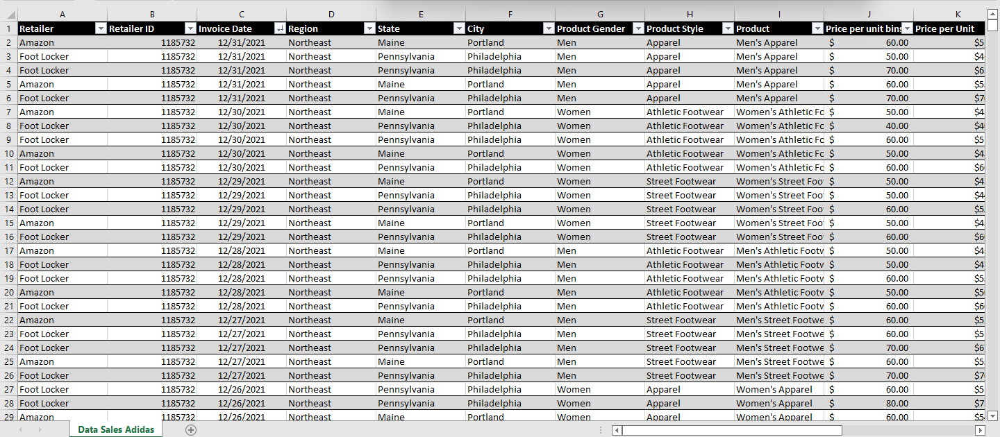 A B C D E F G H I J K
1 Retailer Retailer ID Invoice Date Region State City Product Gender Product Style Product Price per unit bins Price per Unit
2 Amazon 1185732 12/31/2021 Northeast Maine Portland Men Apparel Men's Apparel $ 60.00 $5
3 Foot Locker 1185732 12/31/2021 Northeast Pennsylvania Philadelphia Men Apparel Men's Apparel $ 50.00 $4
4 Foot Locker 1185732 12/31/2021 Northeast Pennsylvania Philadelphia Men Apparel Men's Apparel $ 70.00 $6
5 Amazon 1185732 12/31/2021 Northeast Maine Portland Men Apparel Men's Apparel $ 60.00 $5
6 Foot Locker 1185732 12/31/2021 Northeast Pennsylvania Philadelphia Men Apparel Men's Apparel $ 70.00 $7
7 Amazon 1185732 12/30/2021 Northeast Maine Portland Women Athletic Footwear Women's Athletic Fo $ 50.00 $4
8 Foot Locker 1185732 12/30/2021 Northeast Pennsylvania Philadelphia Women Athletic Footwear Women's Athletic Fo $ 40.00 $4
9 Foot Locker 1185732 12/30/2021 Northeast Pennsylvania Philadelphia Women Athletic Footwear Women's Athletic Fo $ 60.00 $5
10 Amazon 1185732 12/30/2021 Northeast Maine Portland Women Athletic Footwear Women's Athletic Fo $ 50.00 $4
11 Foot Locker 1185732 12/30/2021 Northeast Pennsylvania Philadelphia Women Athletic Footwear Women's Athletic Fo $ 60.00 $6
12 Amazon 1185732 12/29/2021 Northeast Maine Portland Women Street Footwear Women's Street Foo $ 50.00 $4
13 Foot Locker 1185732 12/29/2021 Northeast Pennsylvania Philadelphia Women Street Footwear Women's Street Foo $ 50.00 $4
14 Foot Locker 1185732 12/29/2021 Northeast Pennsylvania Philadelphia Women Street Footwear Women's Street Foo $ 60.00 $5
15 Amazon 1185732 12/29/2021 Northeast Maine Portland Women Street Footwear Women's Street Foo $ 50.00 $4
16 Foot Locker 1185732 12/29/2021 Northeast Pennsylvania Philadelphia Women Street Footwear Women's Street Foo $ 60.00 $6
17 Amazon 1185732 12/28/2021 Northeast Maine Portland Men Athletic Footwear Men's Athletic Footw $ 50.00 $4
18 Foot Locker 1185732 12/28/2021 Northeast Pennsylvania Philadelphia Men Athletic Footwear Men's Athletic Footw $ 50.00 $4
19 Foot Locker 1185732 12/28/2021 Northeast Pennsylvania Philadelphia Men Athletic Footwear Men's Athletic Footw $ 60.00 $5
20 Amazon 1185732 12/28/2021 Northeast Maine Portland Men Athletic Footwear Men's Athletic Footw $ 50.00 $5
21 Foot Locker 1185732 12/28/2021 Northeast Pennsylvania Philadelphia Men Athletic Footwear Men's Athletic Footw $ 60.00 $6
22 Amazon 1185732 12/27/2021 Northeast Maine Portland Men Street Footwear Men's Street Footwe $ 60.00 $5
23 Foot Locker 1185732 12/27/2021 Northeast Pennsylvania Philadelphia Men Street Footwear Men's Street Footwe $ 60.00 $5
24 Foot Locker 1185732 12/27/2021 Northeast Pennsylvania Philadelphia Men Street Footwear Men's Street Footwe $ 70.00 $6
25 Amazon 1185732 12/27/2021 Northeast Maine Portland Men Street Footwear Men's Street Footwe $ 60.00 $5
26 Foot Locker 1185732 12/27/2021 Northeast Pennsylvania Philadelphia Men Street Footwear Men's Street Footwe $ 70.00 $7
27 Foot Locker 1185732 12/26/2021 Northeast Pennsylvania Philadelphia Women Apparel Women's Apparel $ 60.00 $5
28 Foot Locker 1185732 12/26/2021 Northeast Pennsylvania Philadelphia Women Apparel Women's Apparel $ 80.00 $7
29 Amazon 1185732 12/26/2021 Northeast Maine Portland Women Apparel Women's Apparel $ 60.00 $5
Data Sales Adidas